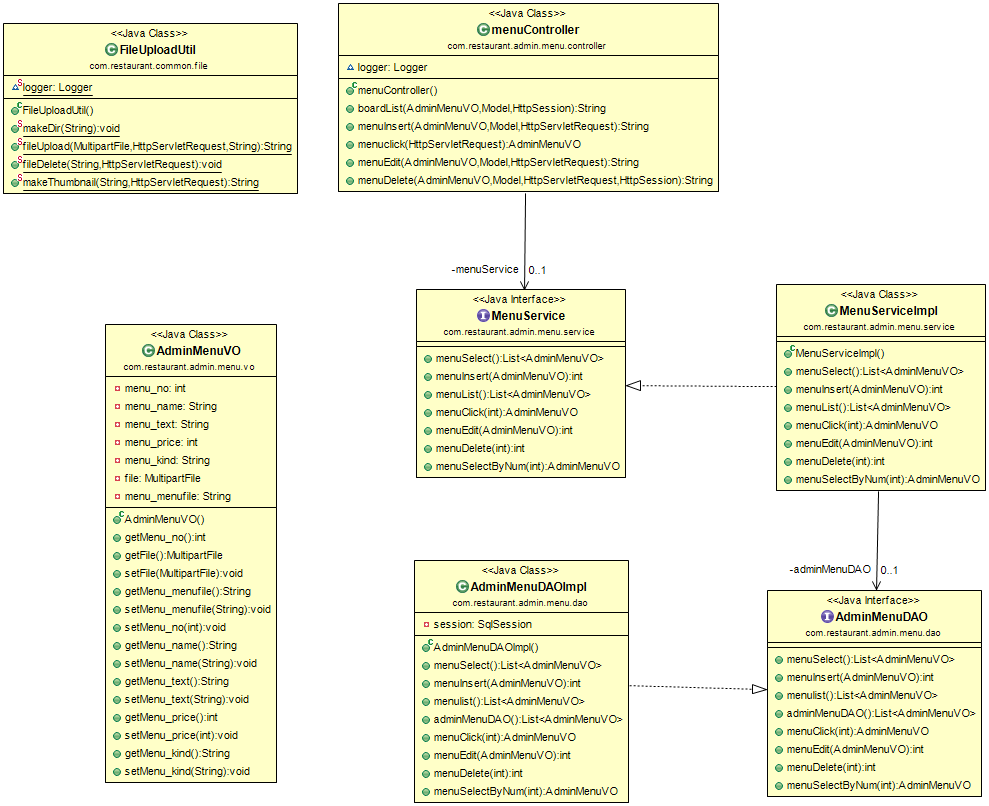 <<Java Class>>
FileUploadUtil
com.restaurant.common.file
logger: Logger
FileUploadUtil()
makeDir(String):void
fileUpload(MultipartFile,HttpServletRequest,String):String
fileDelete(String,HttpServletRequest):void
makeThumbnail(String,HttpServletRequest):String
<<Java Class>>
menuController
com.restaurant.admin.menu.controller
logger: Logger
menuController()
boardList(AdminMenuVO,Model,HttpSession):String
menuInsert(AdminMenuVO,Model,HttpServletRequest):String
menuclick(HttpServletRequest):AdminMenuVO
menuEdit(AdminMenuVO,Model,HttpServletRequest):String
menuDelete(AdminMenuVO,Model,HttpServletRequest,HttpSession):String
-menuService 0..1
<<Java Interface>>
MenuService
com.restaurant.admin.menu.service
menuSelect():List<AdminMenuVO>
menuInsert(AdminMenuVO):int
menuList():List<AdminMenuVO>
menuClick(int):AdminMenuVO
menuEdit(AdminMenuVO):int
menuDelete(int):int
menuSelectByNum(int):AdminMenuVO
<<Java Class>>
MenuServiceImpl
com.restaurant.admin.menu.service
MenuServiceImpl()
menuSelect():List<AdminMenuVO>
menuInsert(AdminMenuVO):int
menuList():List<AdminMenuVO>
menuClick(int):AdminMenuVO
menuEdit(AdminMenuVO):int
menuDelete(int):int
menuSelectByNum(int):AdminMenuVO
<<Java Class>>
AdminMenuVO
com.restaurant.admin.menu.vo
menu_no: int
menu_name: String
menu_text: String
menu_price: int
menu_kind: String
file: MultipartFile
menu_menufile: String
AdminMenuVO()
getMenu_no():int
getFile():MultipartFile
setFile(MultipartFile):void
getMenu_menufile():String
setMenu_menufile(String):void
setMenu_no(int):void
getMenu_name():String
setMenu_name(String):void
getMenu_text():String
setMenu_text(String):void
getMenu_price():int
setMenu_price(int):void
getMenu_kind():String
setMenu_kind(String):void
<<Java Class>>
AdminMenuDAOImpl
com.restaurant.admin.menu.dao
session: SqlSession
AdminMenuDAOImpl()
menuSelect():List<AdminMenuVO>
menuInsert(AdminMenuVO):int
menulist():List<AdminMenuVO>
adminMenuDAO():List<AdminMenuVO>
menuClick(int):AdminMenuVO
menuEdit(AdminMenuVO):int
menuDelete(int):int
menuSelectByNum(int):AdminMenuVO
-adminMenuDAO 0..1
<<Java Interface>>
AdminMenuDAO
com.restaurant.admin.menu.dao
menuSelect():List<AdminMenuVO>
menuInsert(AdminMenuVO):int
menulist():List<AdminMenuVO>
adminMenuDAO():List<AdminMenuVO>
menuClick(int):AdminMenuVO
menuEdit(AdminMenuVO):int
menuDelete(int):int
menuSelectByNum(int):AdminMenuVO